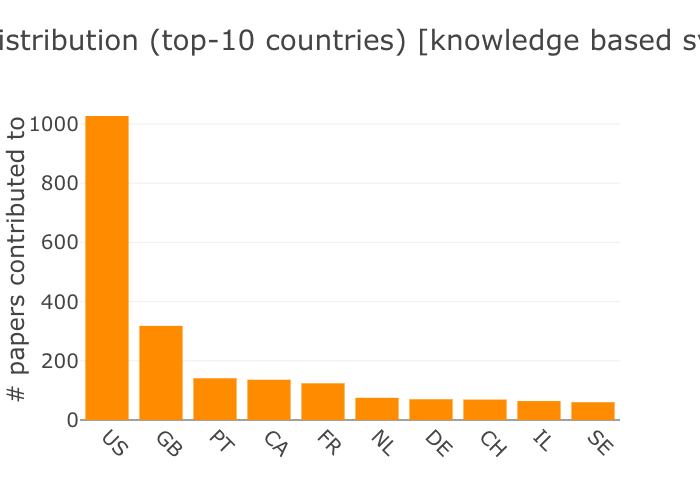 istribution (top-10 countries) [knowledge based s
# papers contributed to
1000
800
600
400
200
0
US
GB
PT
CA
FR
NL
DE
CH
IL
SE